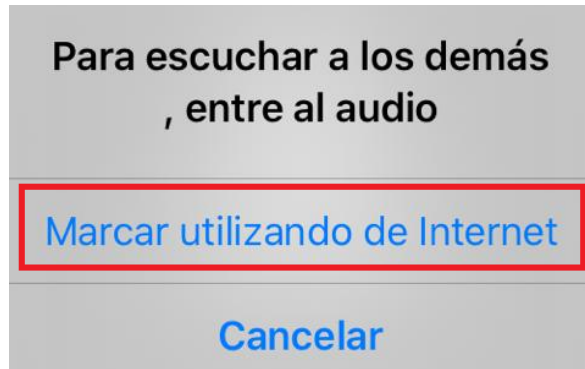 Para escuchar a los demás
, entre al audio
Marcar utilizando de Internet
Cancelar